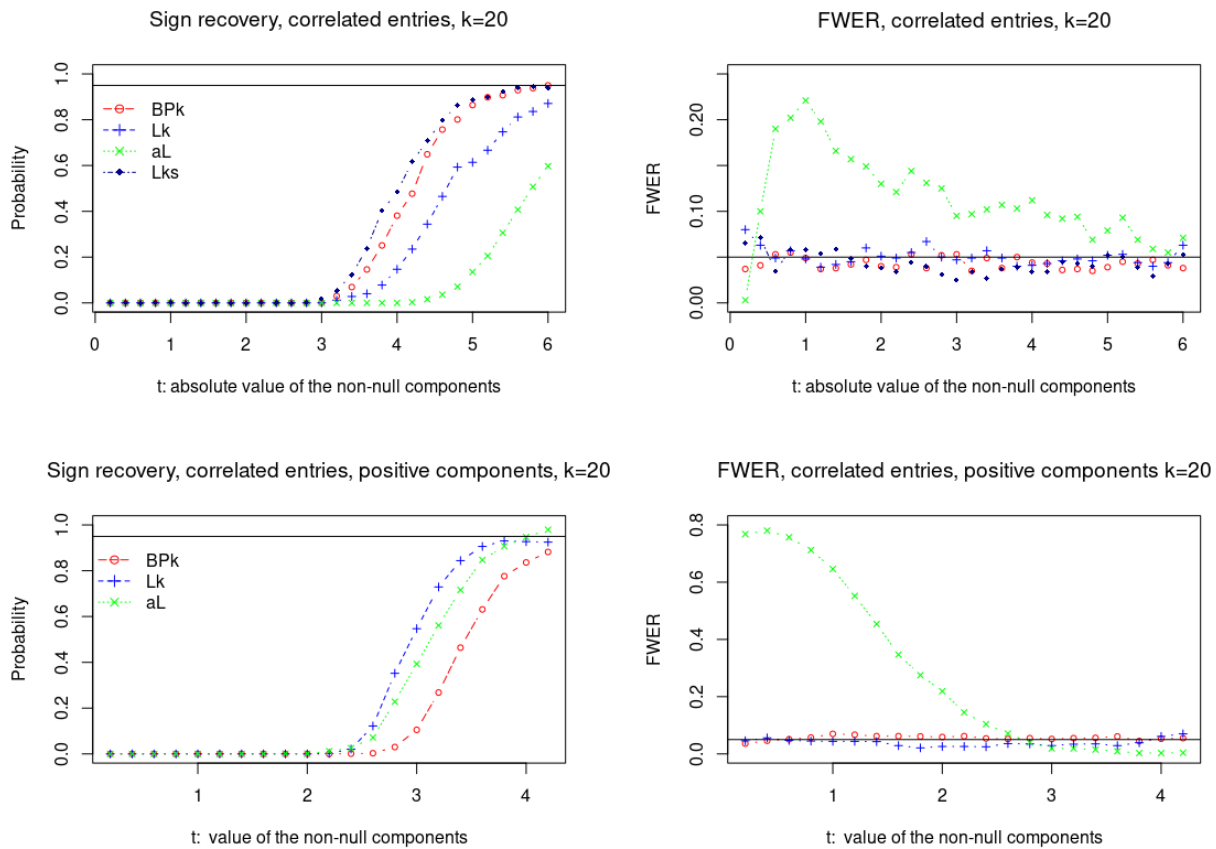 Sign recovery, correlated entries, k=20
FWER, correlated entries, k=20
Probability
0.0 0.2 0.4 0.6 0.8 1.0
BPk
Lk
aL
Lks
0 1 2 3 4 5 6
t: absolute value of the non-null components
FWER
0.00 0.10 0.20
0 1 2 3 4 5 6
t: absolute value of the non-null components
Sign recovery, correlated entries, positive components, k=20
FWER, correlated entries, positive components k=20
Probability
0.0 0.2 0.4 0.6 0.8 1.0
BPk
Lk
aL
1 2 3 4
t: value of the non-null components
FWER
0.0 0.2 0.4 0.6 0.8
1 2 3 4
t: value of the non-null components